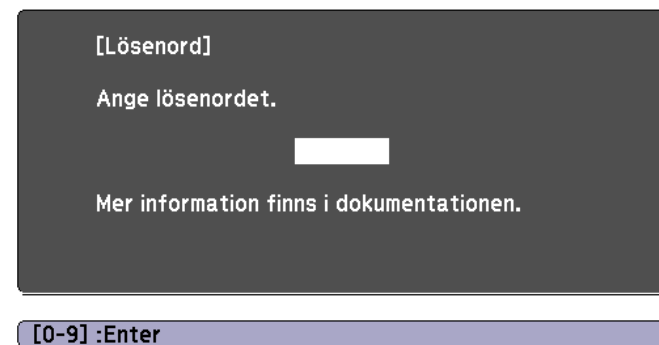 [Lösenord]
Ange lösenordet.
Mer information finns i dokumentationen.
[0-9] :Enter